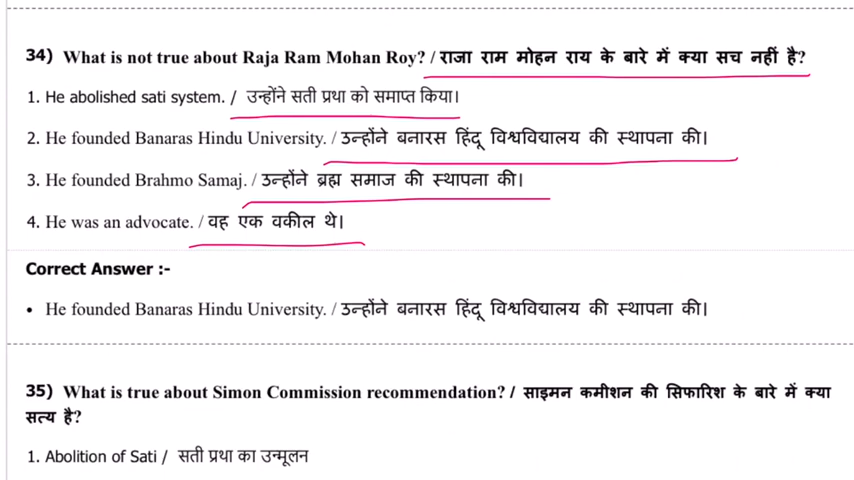 34) What is not true about Raja Ram Mohan Roy? / राजा राम मोहन राय के बारे में क्या सच नहीं है?
1. He abolished sati system. / उन्होंने सती प्रथा को समाप्त किया।
2. He founded Banaras Hindu University. / उन्होंने बनारस हिंदू विश्वविद्यालय की स्थापना की।
3. He founded Brahmo Samaj. / उन्होंने ब्रह्म समाज की स्थापना की।
4. He was an advocate. / वह एक वकील थे।
Correct Answer :-
• He founded Banaras Hindu University. / उन्होंने बनारस हिंदू विश्वविद्यालय की स्थापना की।
35) What is true about Simon Commission recommendation? / साइमन कमीशन की सिफारिश के बारे में क्या
सत्य है?
1. Abolition of Sati / सती प्रथा का उन्मूलन